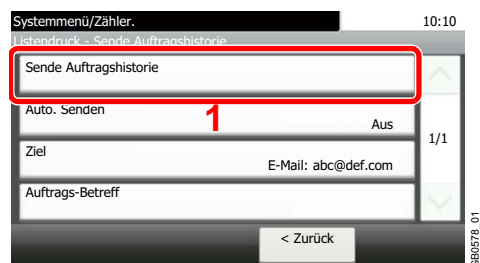 Systemmenü/Zähler.
10:10
Listendruck - Sende Auftragshistorie
Sende Auftragshistorie
Auto. Senden
1
Aus
1/1
Ziel
E-Mail: abc@def.com
Auftrags-Betreff
< Zurück
GB0578_01